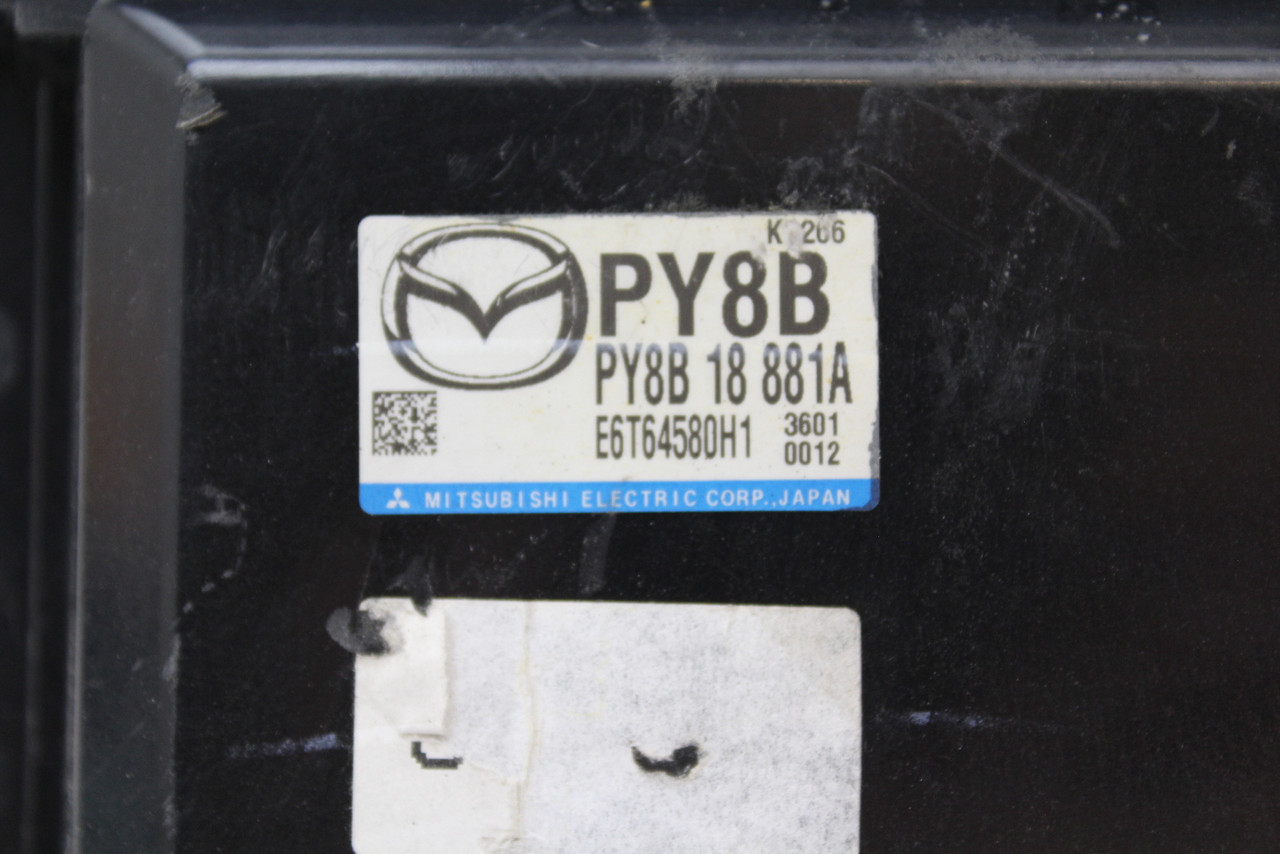 PY8B
PY8B 18 881A
E6T64580H1 3601
0012
MITSUBISHI ELECTRIC CORP.,JAPAN